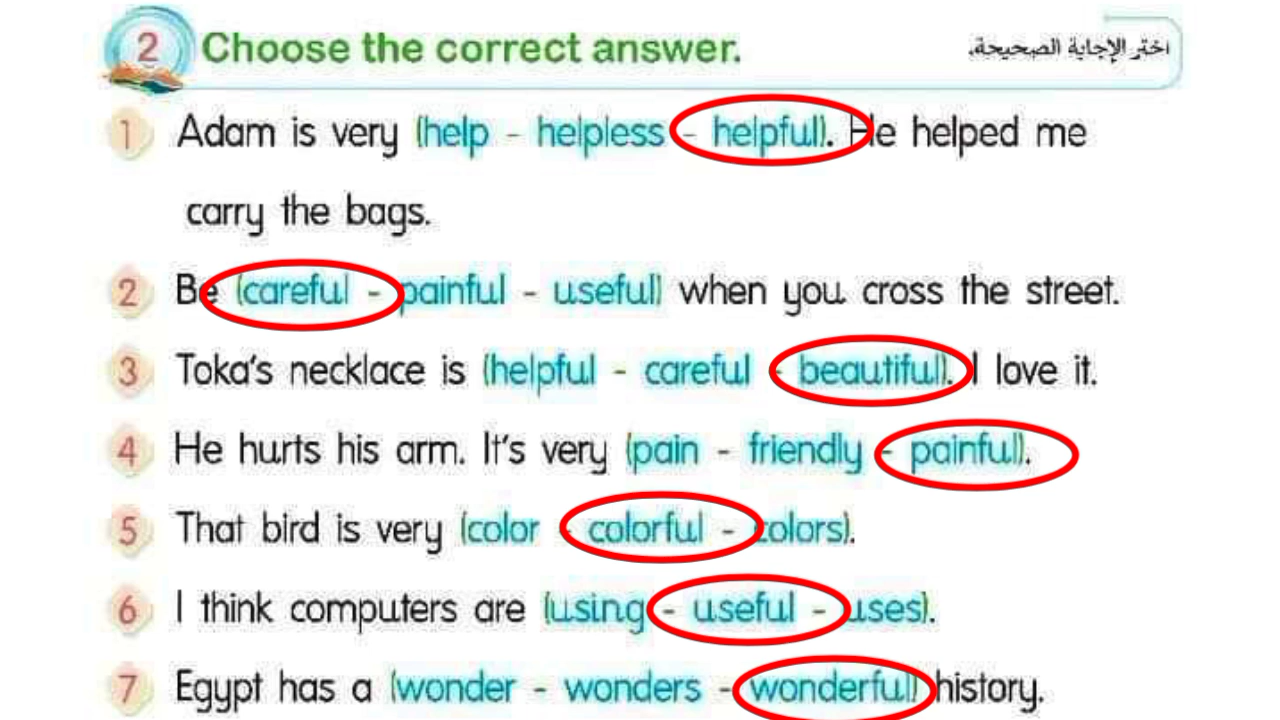 2 Choose the correct answer. اختر الإجابة الصحيحة.
1 Adam is very (help - helpless - helpful). He helped me
carry the bags.
2 Be (careful - painful - useful) when you cross the street.
3 Toka's necklace is (helpful - careful - beautiful). I love it.
4 He hurts his arm. It's very (pain - friendly - painful).
5 That bird is very (color - colorful - colors).
6 I think computers are (using - useful - uses).
7 Egypt has a (wonder - wonders - wonderful) history.